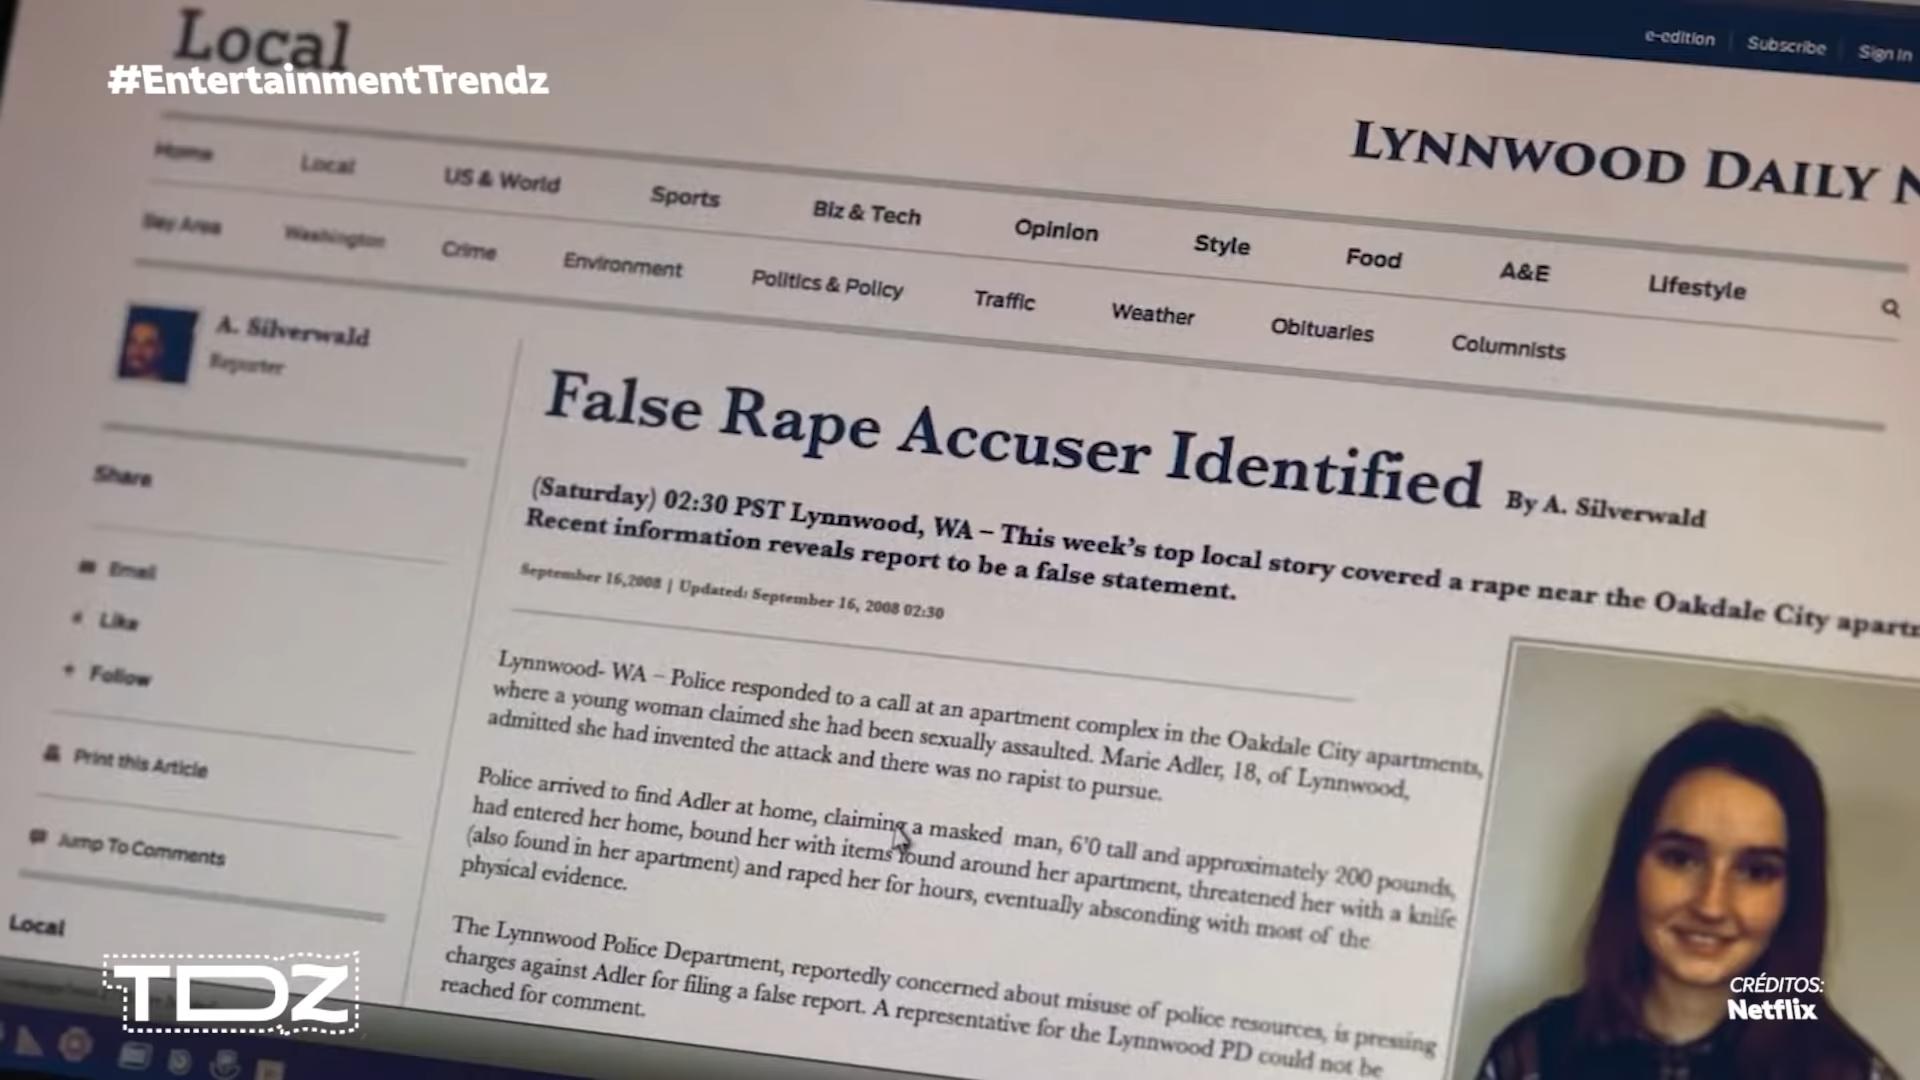 Local
#EntertainmentTrendz
e-edition
Subscribe
Sign In
LYNNWOOD DAILY N
Home
Local
US & World
Sports
Biz & Tech
Opinion
Style
Food
A&E
Lifestyle
Bay Area
Washington
Crime
Environment
Politics & Policy
Traffic
Weather
Obituaries
Columnists
A. Silverwald
Reporter
Share
Email
Like
Follow
Print this Article
Jump To Comments
Local
False Rape Accuser Identified By A. Silverwald
(Saturday) 02:30 PST Lynnwood, WA – This week's top local story covered a rape near the Oakdale City apartm
Recent information reveals report to be a false statement.
September 16,2008 | Updated: September 16, 2008 02:30
Lynnwood- WA – Police responded to a call at an apartment complex in the Oakdale City apartments,
where a young woman claimed she had been sexually assaulted. Marie Adler, 18, of Lynnwood,
admitted she had invented the attack and there was no rapist to pursue.
Police arrived to find Adler at home, claiming a masked man, 6'0 tall and approximately 200 pounds,
had entered her home, bound her with items found around her apartment, threatened her with a knife
(also found in her apartment) and raped her for hours, eventually absconding with most of the
physical evidence.
The Lynnwood Police Department, reportedly concerned about misuse of police resources, is pressing
charges against Adler for filing a false report. A representative for the Lynnwood PD could not be
reached for comment.
TDZ
CRÉDITOS:
Netflix